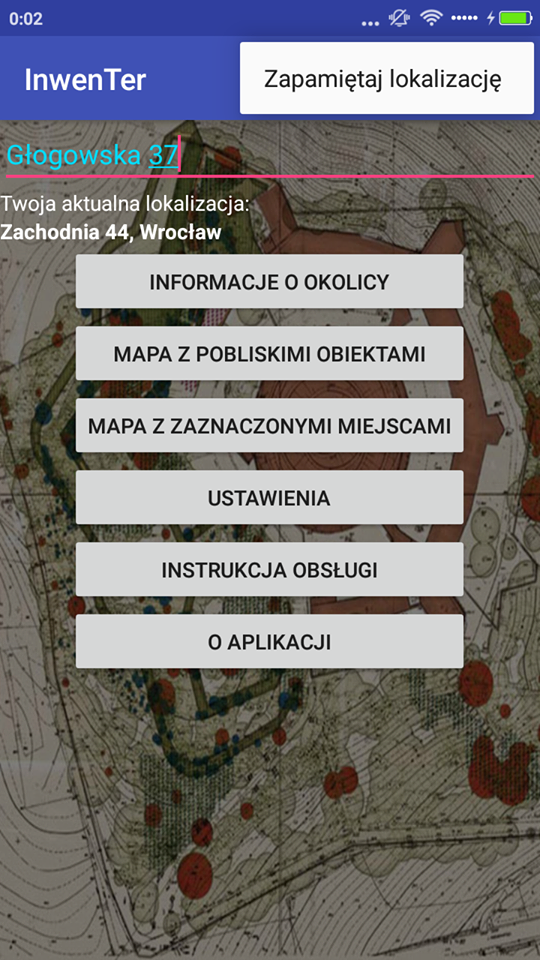 0:02
InwenTer
Zapamiętaj lokalizację
Głogowska 37
Twoja aktualna lokalizacja:
Zachodnia 44, Wrocław
INFORMACJE O OKOLICY
MAPA Z POBLISKIMI OBIEKTAMI
MAPA Z ZAZNACZONYMI MIEJSCAMI
USTAWIENIA
INSTRUKCJA OBSŁUGI
O APLIKACJI